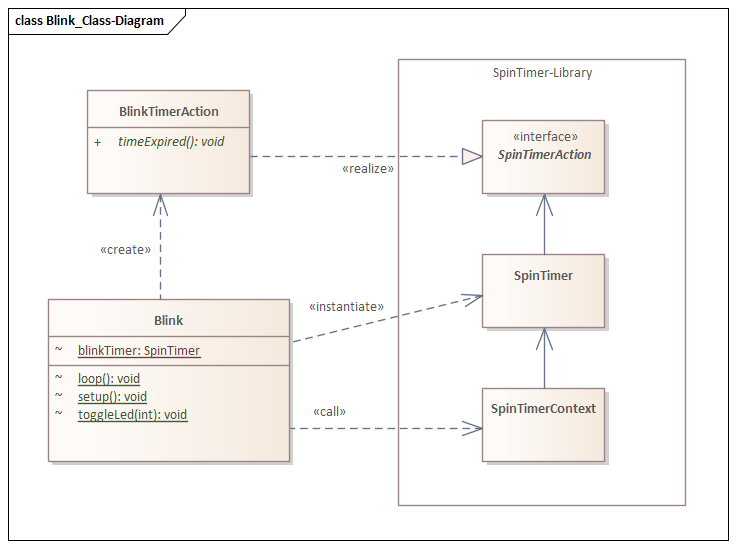 class Blink_Class-Diagram
SpinTimer-Library
BlinkTimerAction
+ timeExpired(): void
«interface»
SpinTimerAction
«realize»
«create»
SpinTimer
«instantiate»
Blink
~ blinkTimer: SpinTimer
~ loop(): void
~ setup(): void
~ toggleLed(int): void
«call»
SpinTimerContext